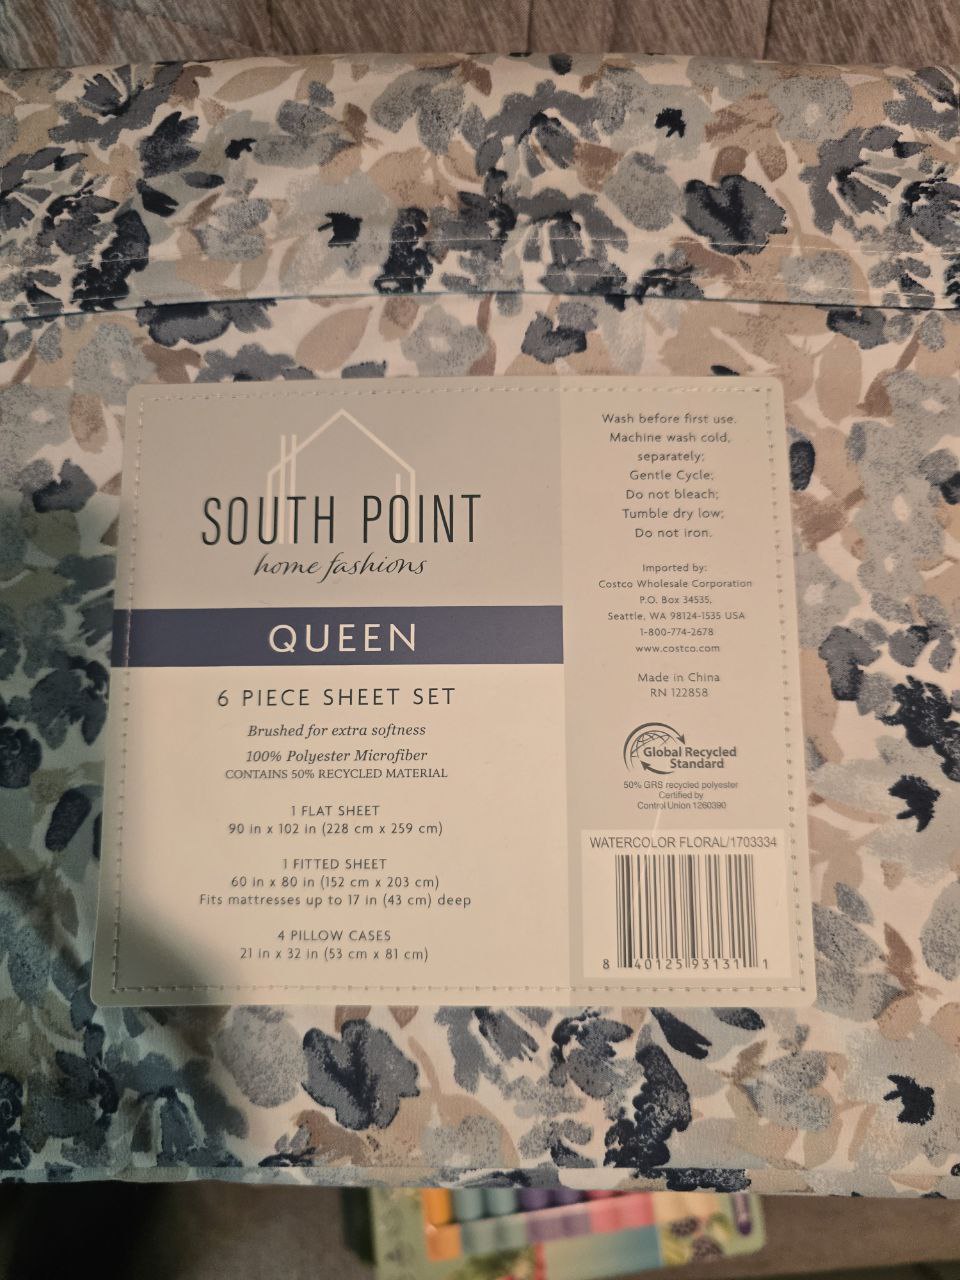 SOUTH POINT
home fashions
QUEEN
6 PIECE SHEET SET
Brushed for extra softness
100% Polyester Microfiber
CONTAINS 50% RECYCLED MATERIAL
1 FLAT SHEET
90 in x 102 in (228 cm x 259 cm)
1 FITTED SHEET
60 in x 80 in (152 cm x 203 cm)
Fits mattresses up to 17 in (43 cm) deep
4 PILLOW CASES
21 in x 32 in (53 cm x 81 cm)
Wash before first use.
Machine wash cold,
separately;
Gentle Cycle;
Do not bleach;
Tumble dry low;
Do not iron.
Imported by:
Costco Wholesale Corporation
P.O. Box 34535,
Seattle, WA 98124-1535 USA
1-800-774-2678
www.costco.com
Made in China
RN 122858
Global Recycled
Standard
50% GRS recycled polyester
Certified by
Control Union 1260390
WATERCOLOR FLORAL/1703334
8 40125 93131 1